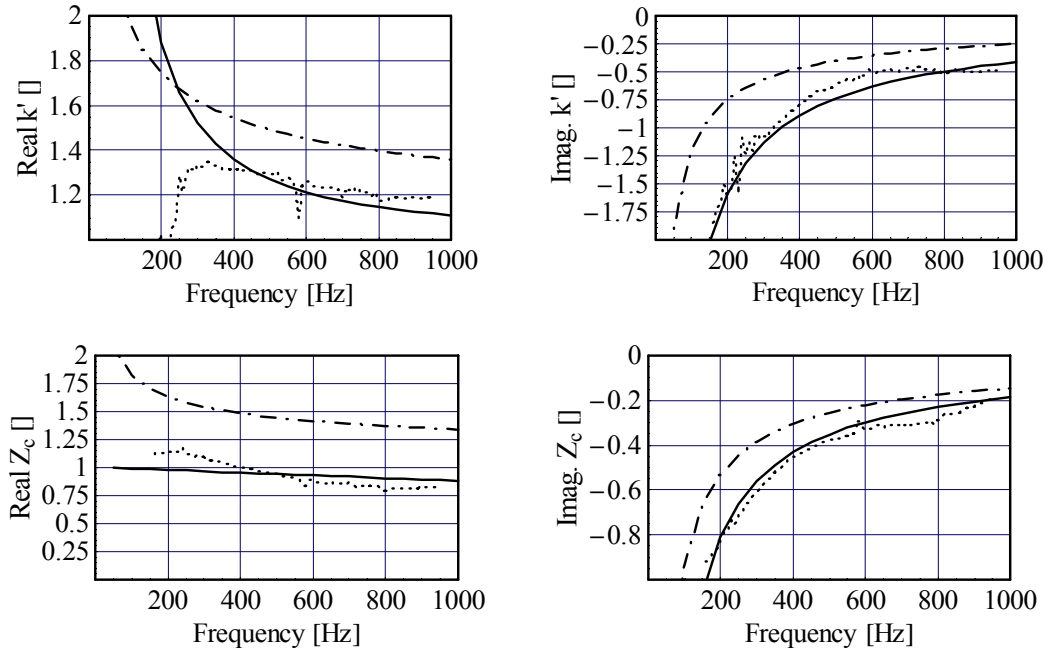 2
1.8
1.6
1.4
1.2
Real k' []
200 400 600 800 1000
Frequency [Hz]
0
−0.25
−0.5
−0.75
−1
−1.25
−1.5
−1.75
Imag. k' []
200 400 600 800 1000
Frequency [Hz]
2
1.75
1.5
1.25
1
0.75
0.5
0.25
Real Zc []
200 400 600 800 1000
Frequency [Hz]
0
−0.2
−0.4
−0.6
−0.8
Imag. Zc []
200 400 600 800 1000
Frequency [Hz]